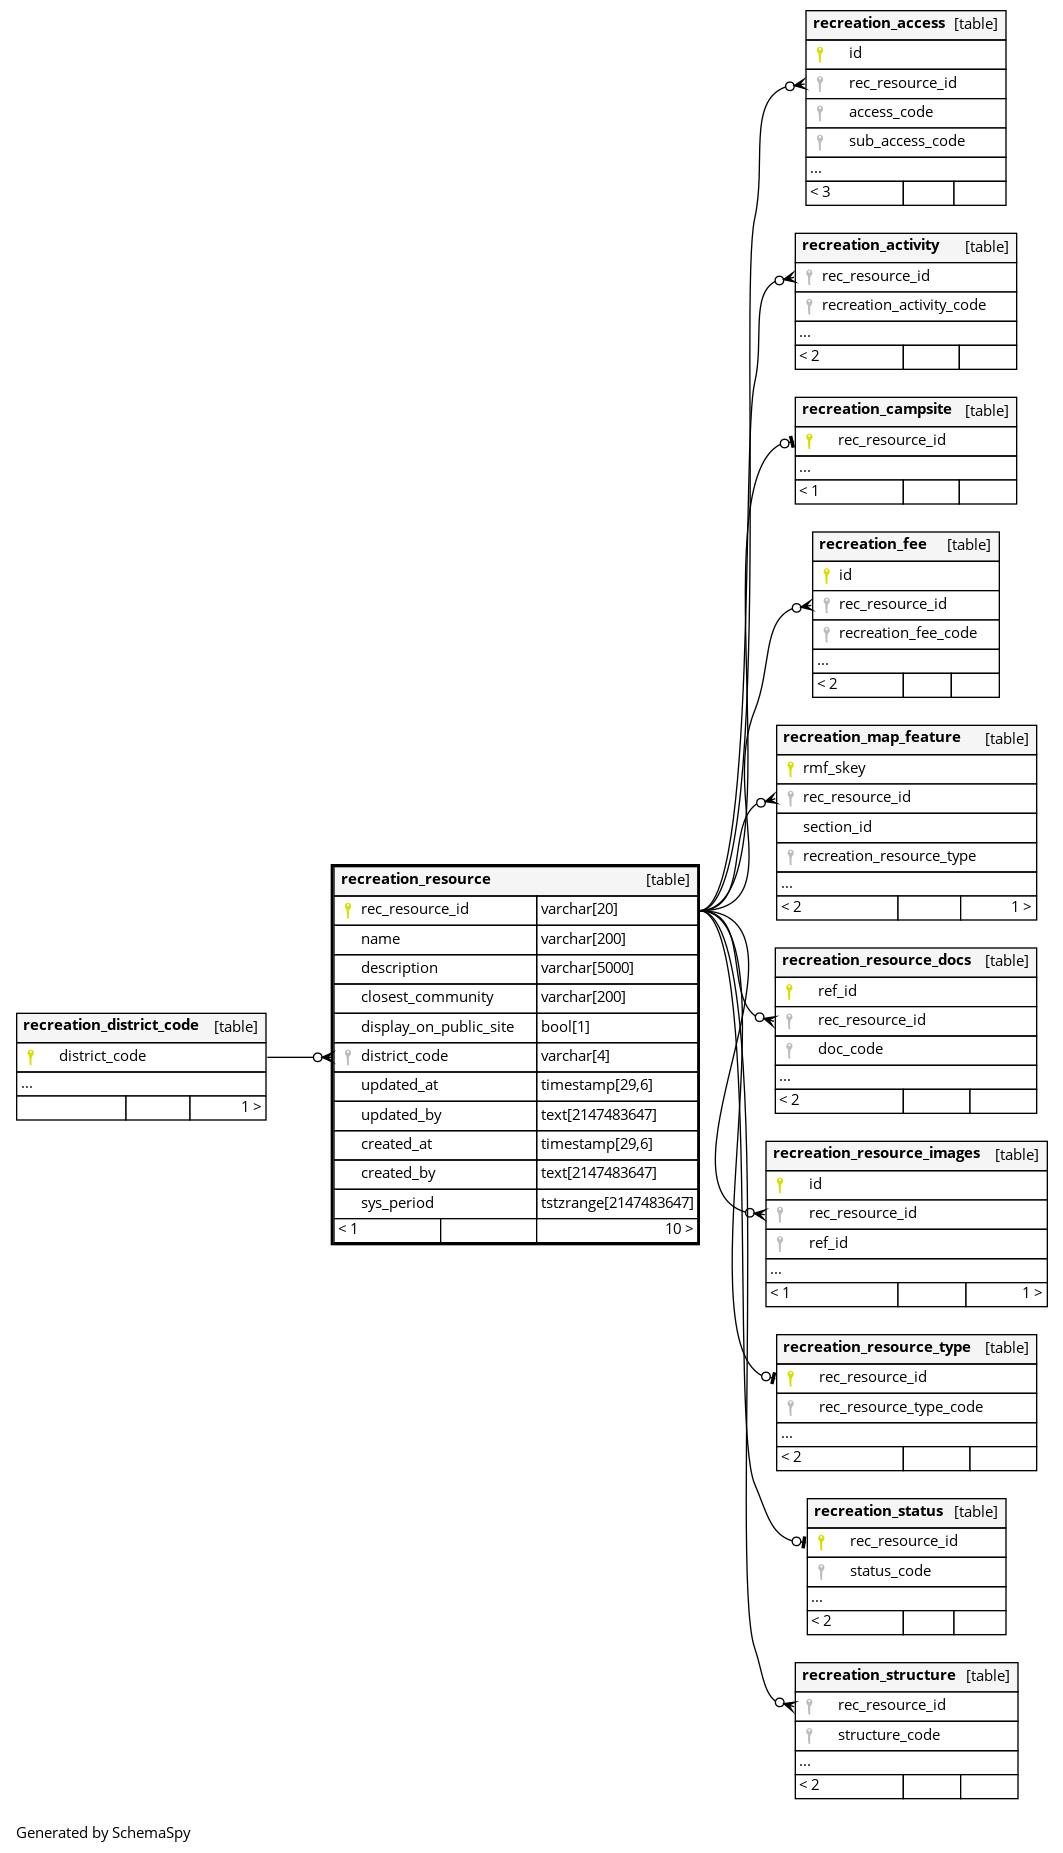 recreation_access [table]
id
rec_resource_id
access_code
sub_access_code
...
< 3
recreation_activity [table]
rec_resource_id
recreation_activity_code
...
< 2
recreation_campsite [table]
rec_resource_id
...
< 1
recreation_fee [table]
id
rec_resource_id
recreation_fee_code
...
< 2
recreation_map_feature [table]
rmf_skey
rec_resource_id
section_id
recreation_resource_type
...
< 2 1 >
recreation_resource [table]
rec_resource_id varchar[20]
name varchar[200]
description varchar[5000]
closest_community varchar[200]
display_on_public_site bool[1]
district_code varchar[4]
updated_at timestamp[29,6]
updated_by text[2147483647]
created_at timestamp[29,6]
created_by text[2147483647]
sys_period tstzrange[2147483647]
< 1 10 >
recreation_district_code [table]
district_code
...
1 >
recreation_resource_docs [table]
ref_id
rec_resource_id
doc_code
...
< 2
recreation_resource_images [table]
id
rec_resource_id
ref_id
...
< 1 1 >
recreation_resource_type [table]
rec_resource_id
rec_resource_type_code
...
< 2
recreation_status [table]
rec_resource_id
status_code
...
< 2
recreation_structure [table]
rec_resource_id
structure_code
...
< 2
Generated by SchemaSpy